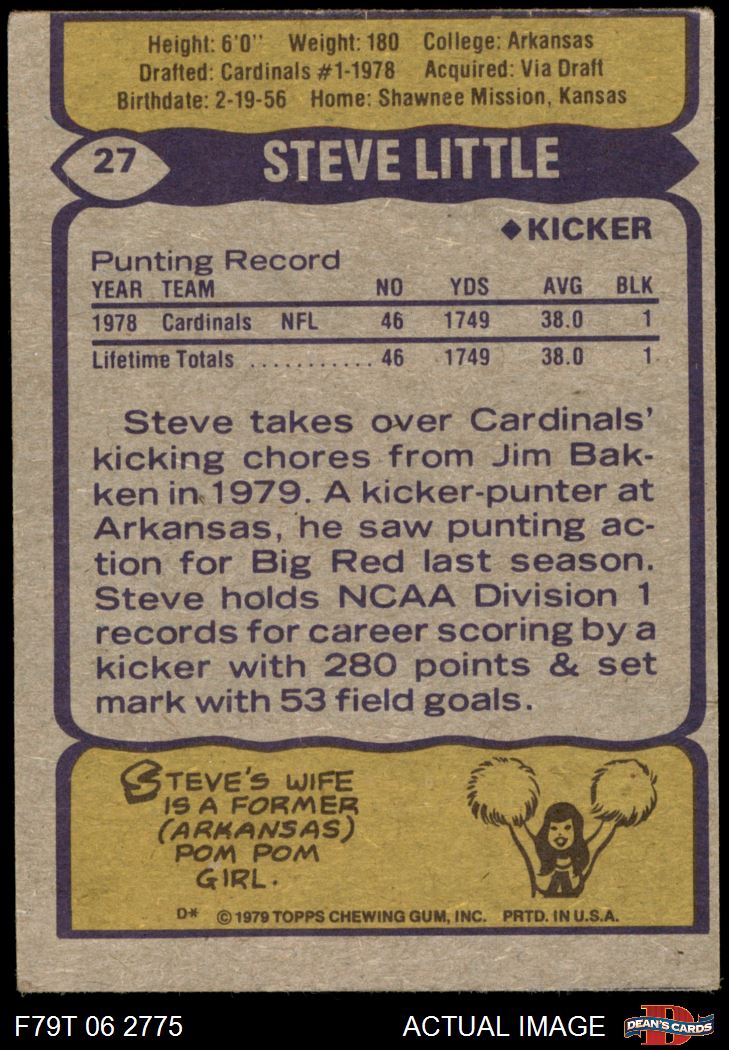 Height: 6'0" Weight: 180 College: Arkansas
Drafted: Cardinals #1-1978 Acquired: Via Draft
Birthdate: 2-19-56 Home: Shawnee Mission, Kansas
27 STEVE LITTLE
◆KICKER
Punting Record
YEAR TEAM NO YDS AVG BLK
1978 Cardinals NFL 46 1749 38.0 1
Lifetime Totals ........... 46 1749 38.0 1
Steve takes over Cardinals'
kicking chores from Jim Bak-
ken in 1979. A kicker-punter at
Arkansas, he saw punting ac-
tion for Big Red last season.
Steve holds NCAA Division 1
records for career scoring by a
kicker with 280 points & set
mark with 53 field goals.
STEVE'S WIFE
IS A FORMER
(ARKANSAS)
POM POM
GIRL.
A
D* © 1979 TOPPS CHEWING GUM, INC. PRTD. IN U.S.A.
F79T 06 2775 ACTUAL IMAGE D DEAN'S CARDS